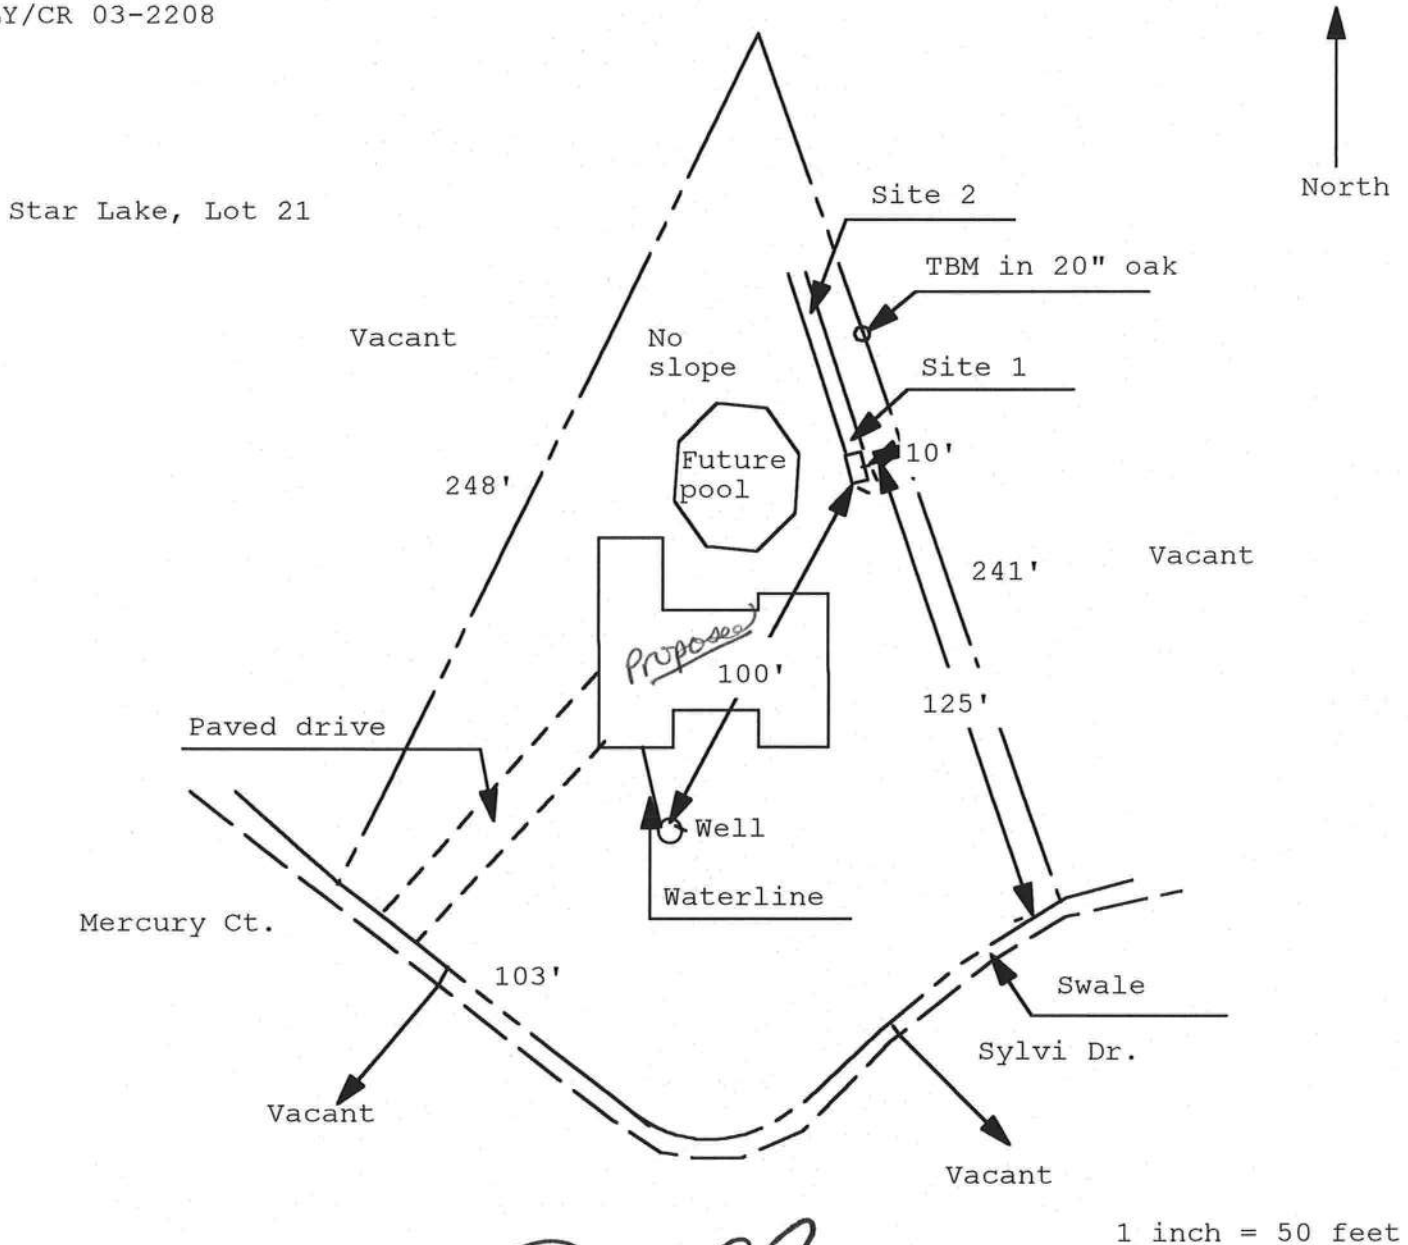 Y/CR 03-2208
North
Site 2
Star Lake, Lot 21
TBM in 20" oak
Vacant
No
slope
Site 1
10'
Future
pool
248'
Vacant
241'
Proposed
100'
125'
Paved drive
Well
Waterline
Mercury Ct.
103'
Swale
Sylvi Dr.
Vacant
Vacant
1 inch = 50 feet